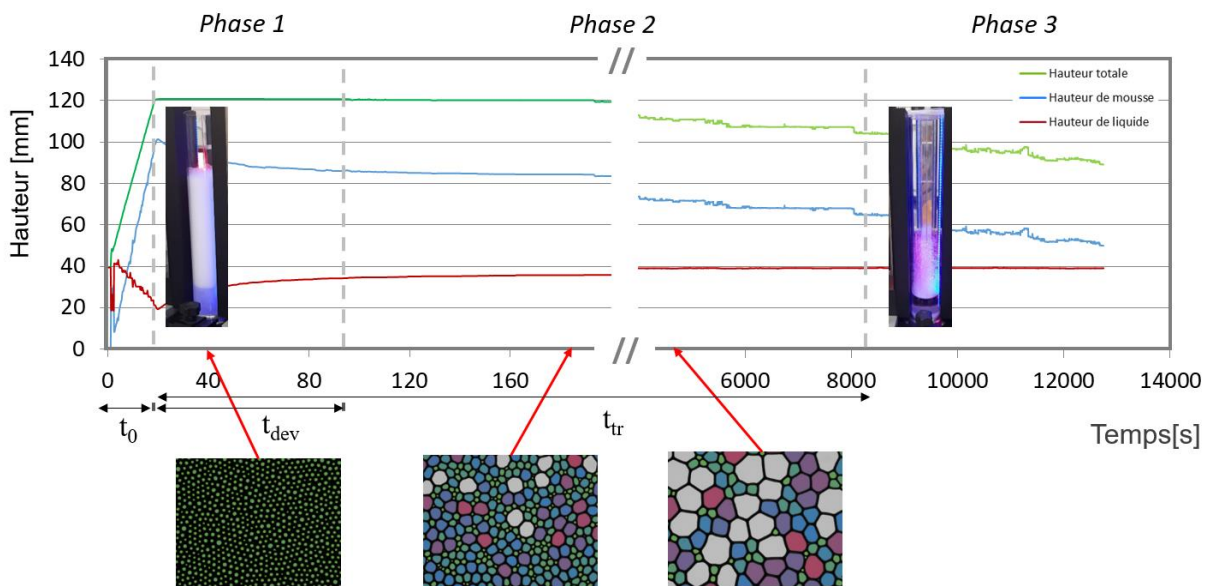 Phase 1
Phase 2
Phase 3
140
120
100
80
60
40
20
0
Hauteur [mm]
//
//
Hauteur totale
Hauteur de mousse
Hauteur de liquide
0
40
80
120
160
6000
8000
10000
12000
14000
t0
tdev
ttr
Temps[s]